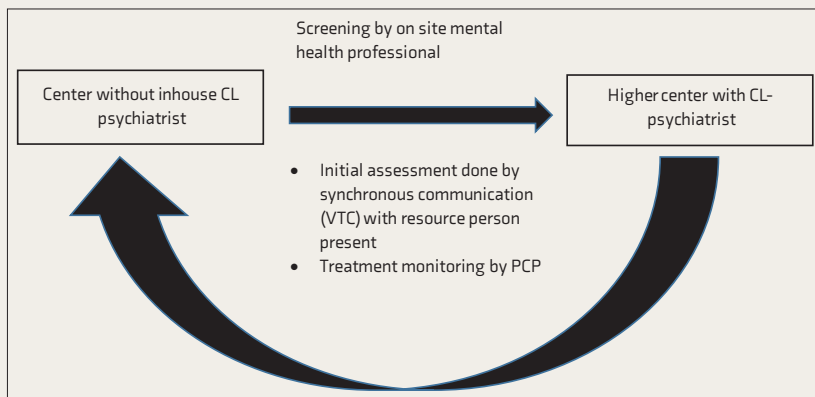 Screening by on site mental
health professional
Center without inhouse CL
psychiatrist
Higher center with CL-
psychiatrist
• Initial assessment done by
synchronous communication
(VTC) with resource person
present
• Treatment monitoring by PCP